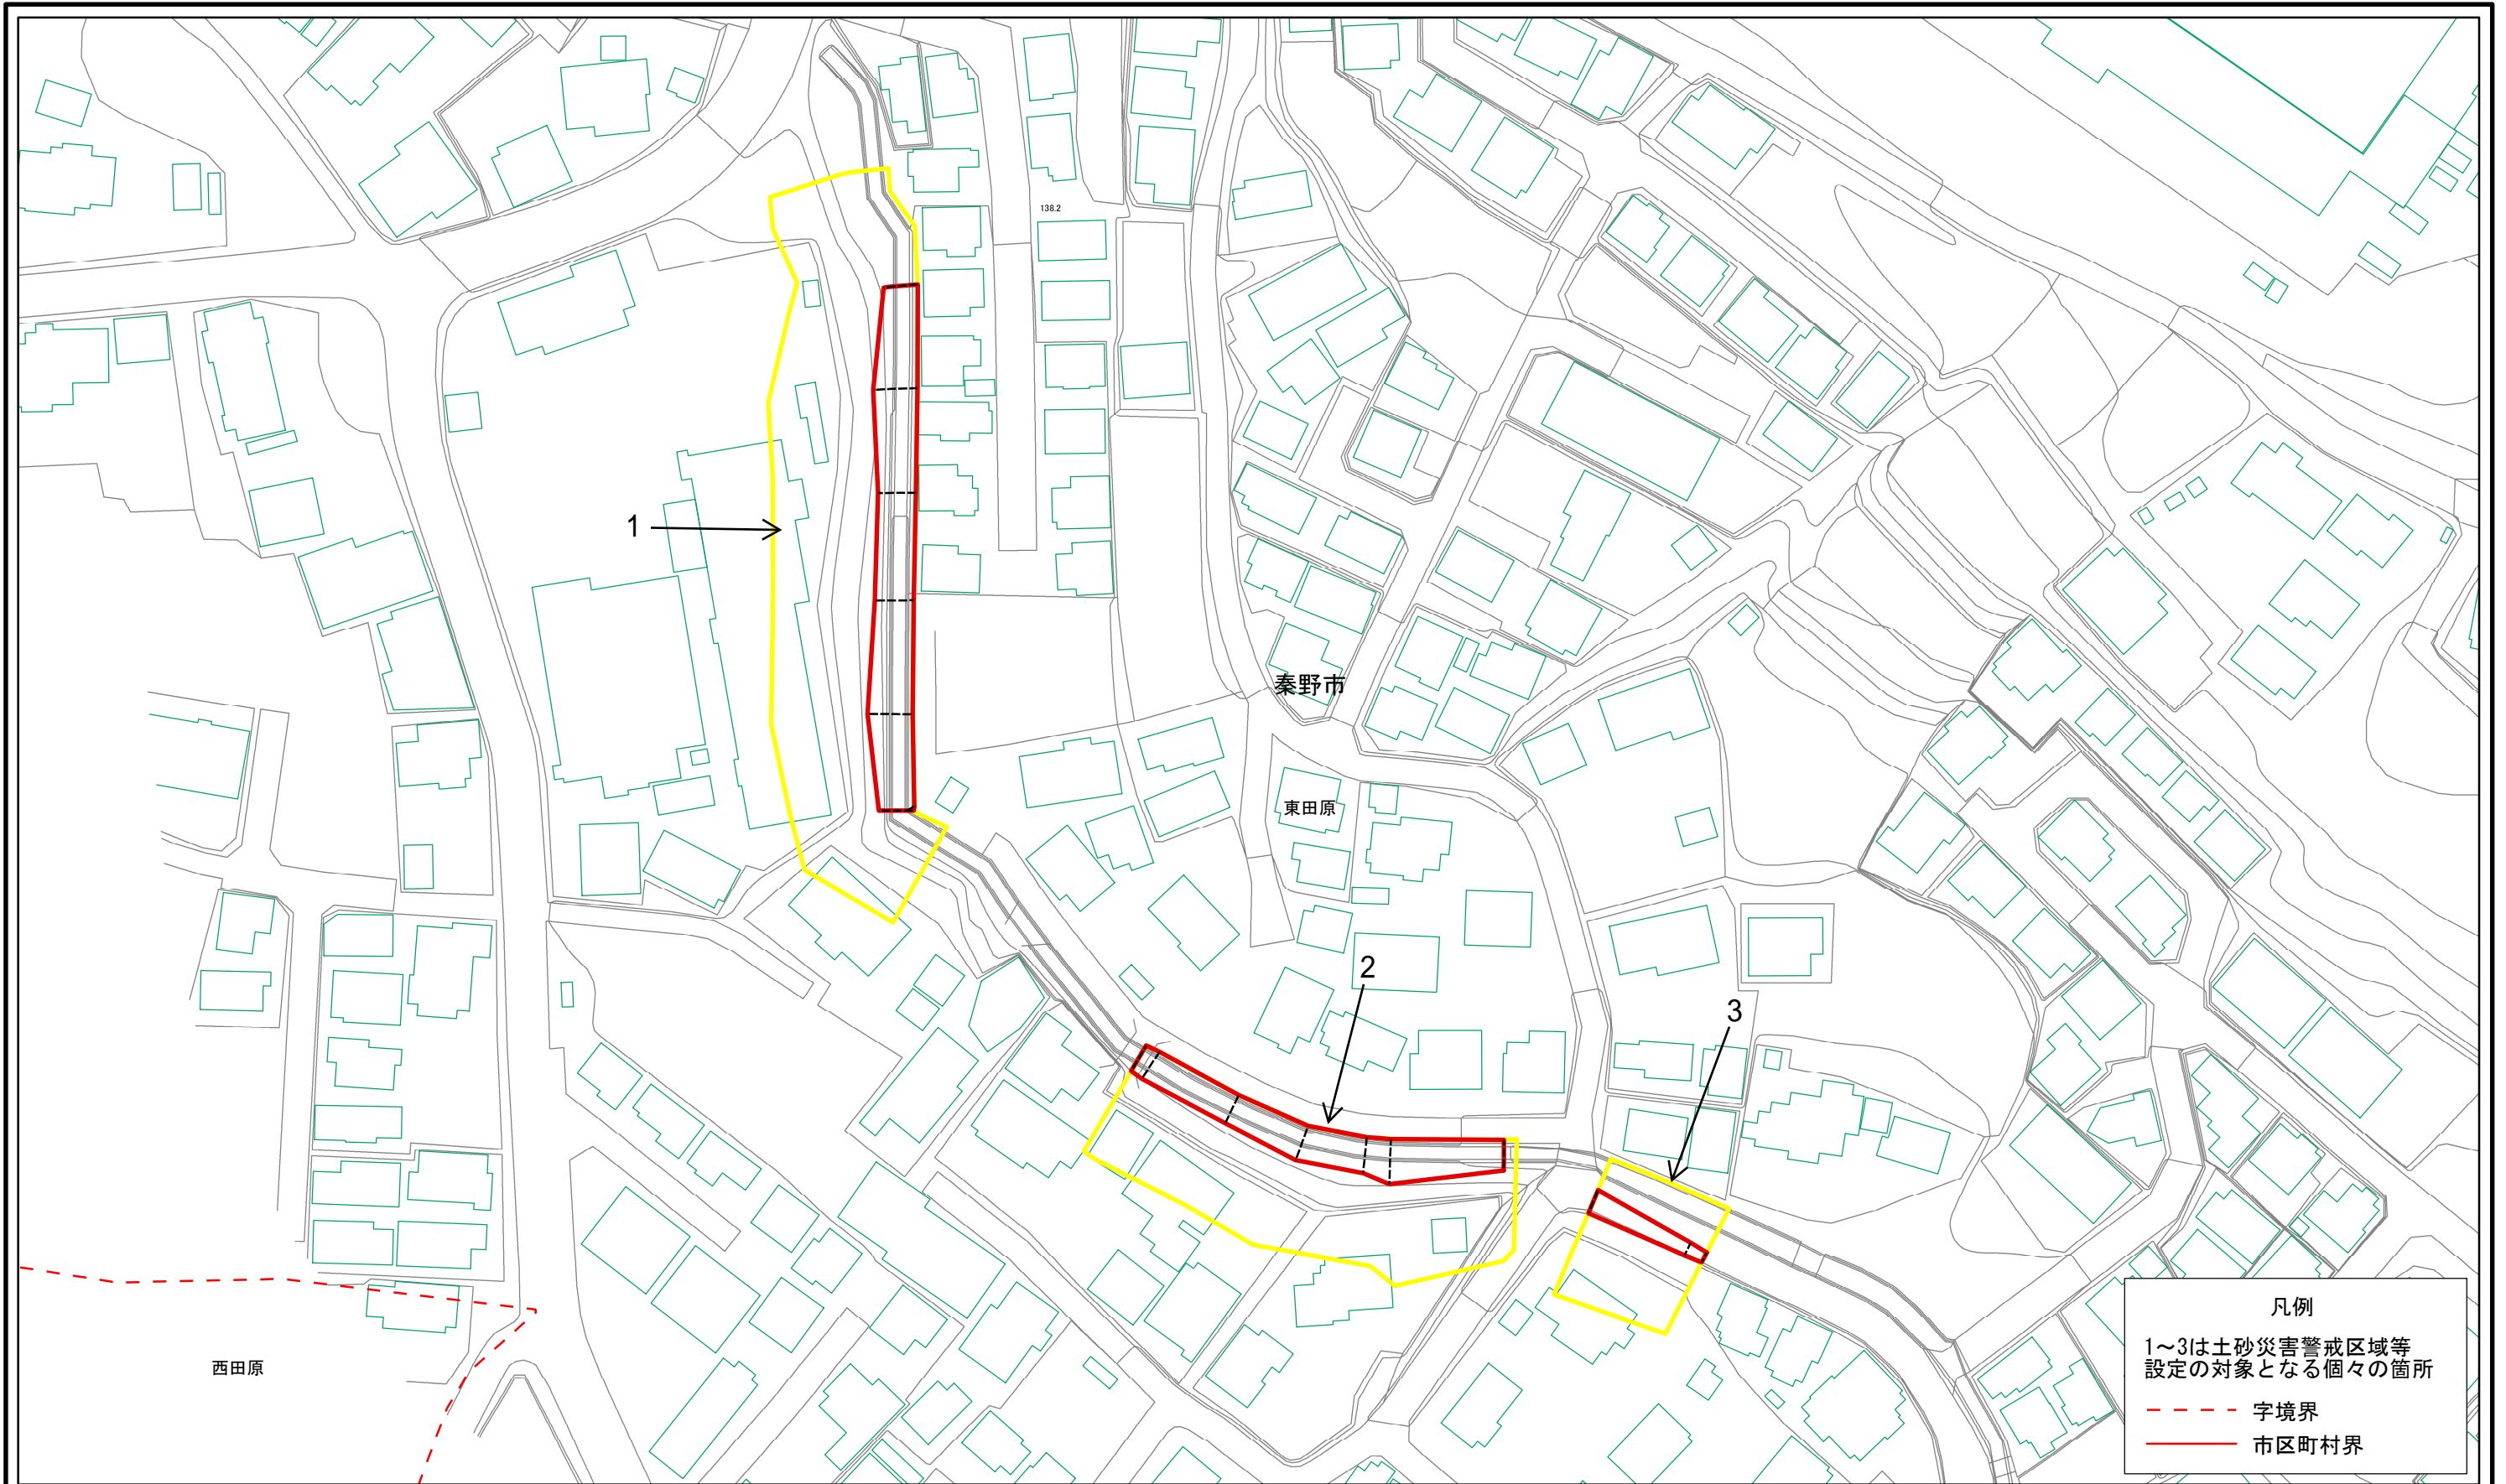 138.2
1
秦野市
東田原
2
3
西田原
凡例
1～3は土砂災害警戒区域等
設定の対象となる個々の箇所
字境界
市区町村界